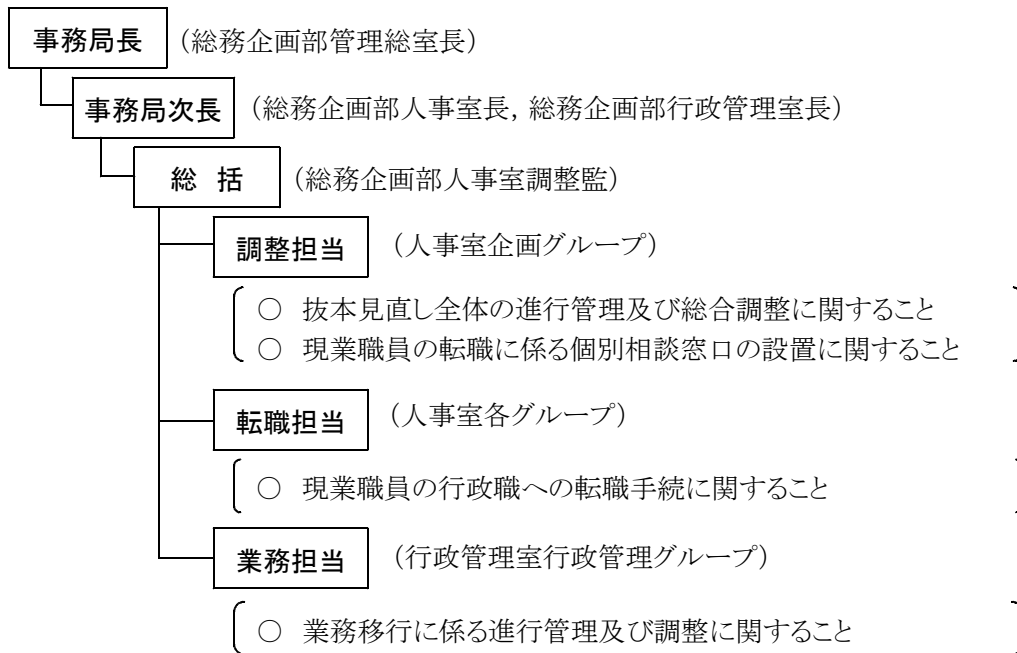 事務局長 (総務企画部管理総室長)
事務局次長 (総務企画部人事室長, 総務企画部行政管理室長)
総 括 (総務企画部人事室調整監)
調整担当 (人事室企画グループ)
○ 抜本見直し全体の進行管理及び総合調整に関すること
○ 現業職員の転職に係る個別相談窓口の設置に関すること
転職担当 (人事室各グループ)
○ 現業職員の行政職への転職手続に関すること
業務担当 (行政管理室行政管理グループ)
○ 業務移行に係る進行管理及び調整に関すること